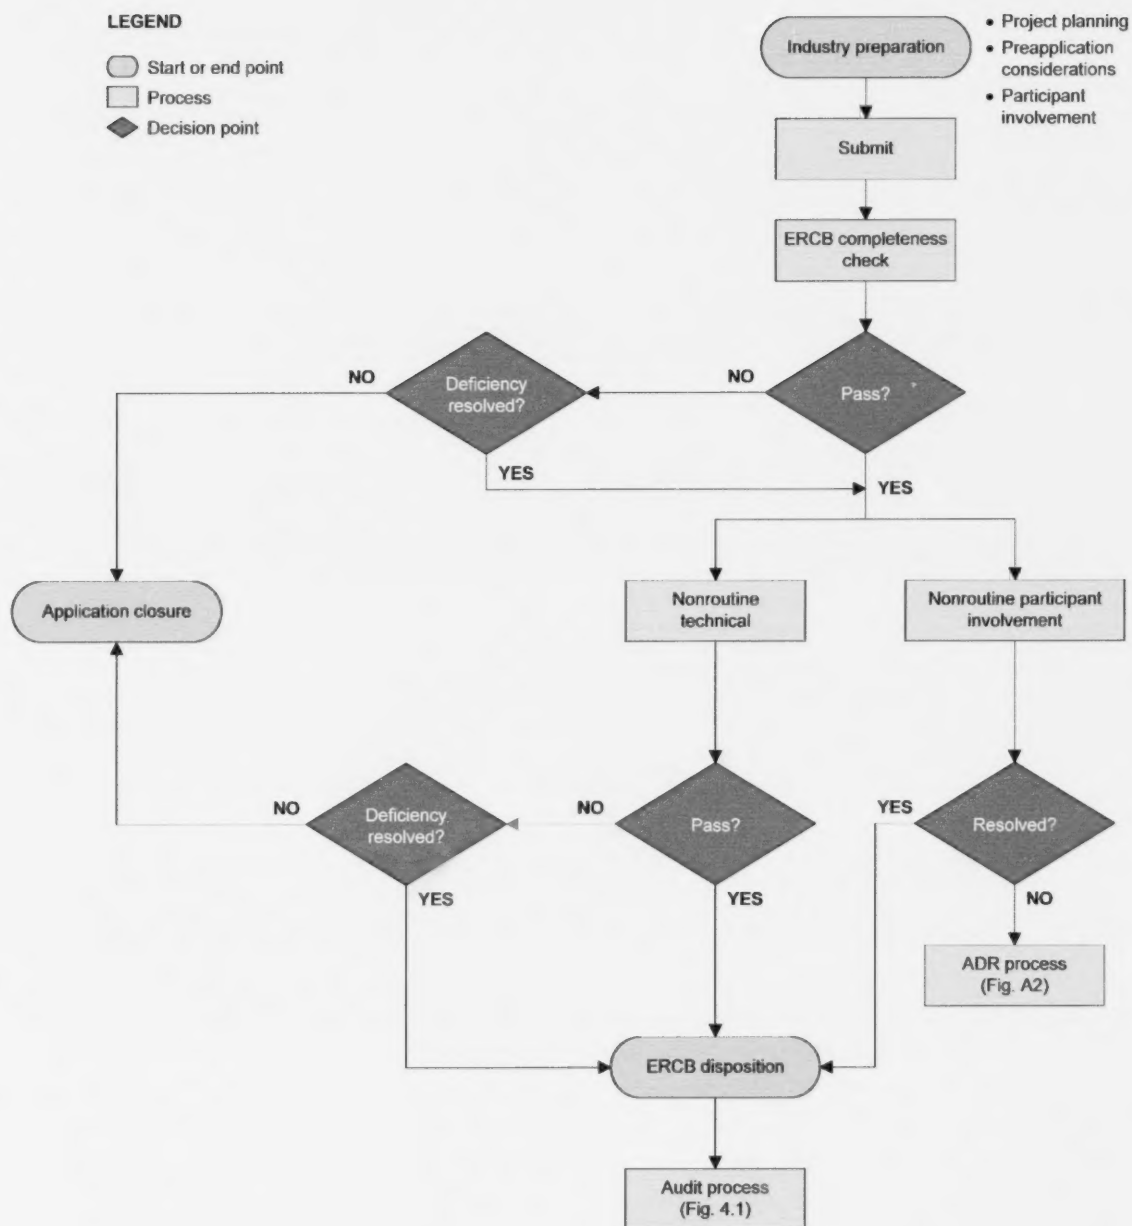 LEGEND
Start or end point
Process
Decision point
Industry preparation
• Project planning
• Preapplication
considerations
• Participant
involvement
Submit
ERCB completeness
check
Pass?
NO
Deficiency
resolved?
NO
YES
YES
Application closure
Nonroutine
technical
Nonroutine participant
involvement
NO
Deficiency
resolved?
NO
Pass?
YES
Resolved?
YES
YES
NO
ADR process
(Fig. A2)
ERCB disposition
Audit process
(Fig. 4.1)